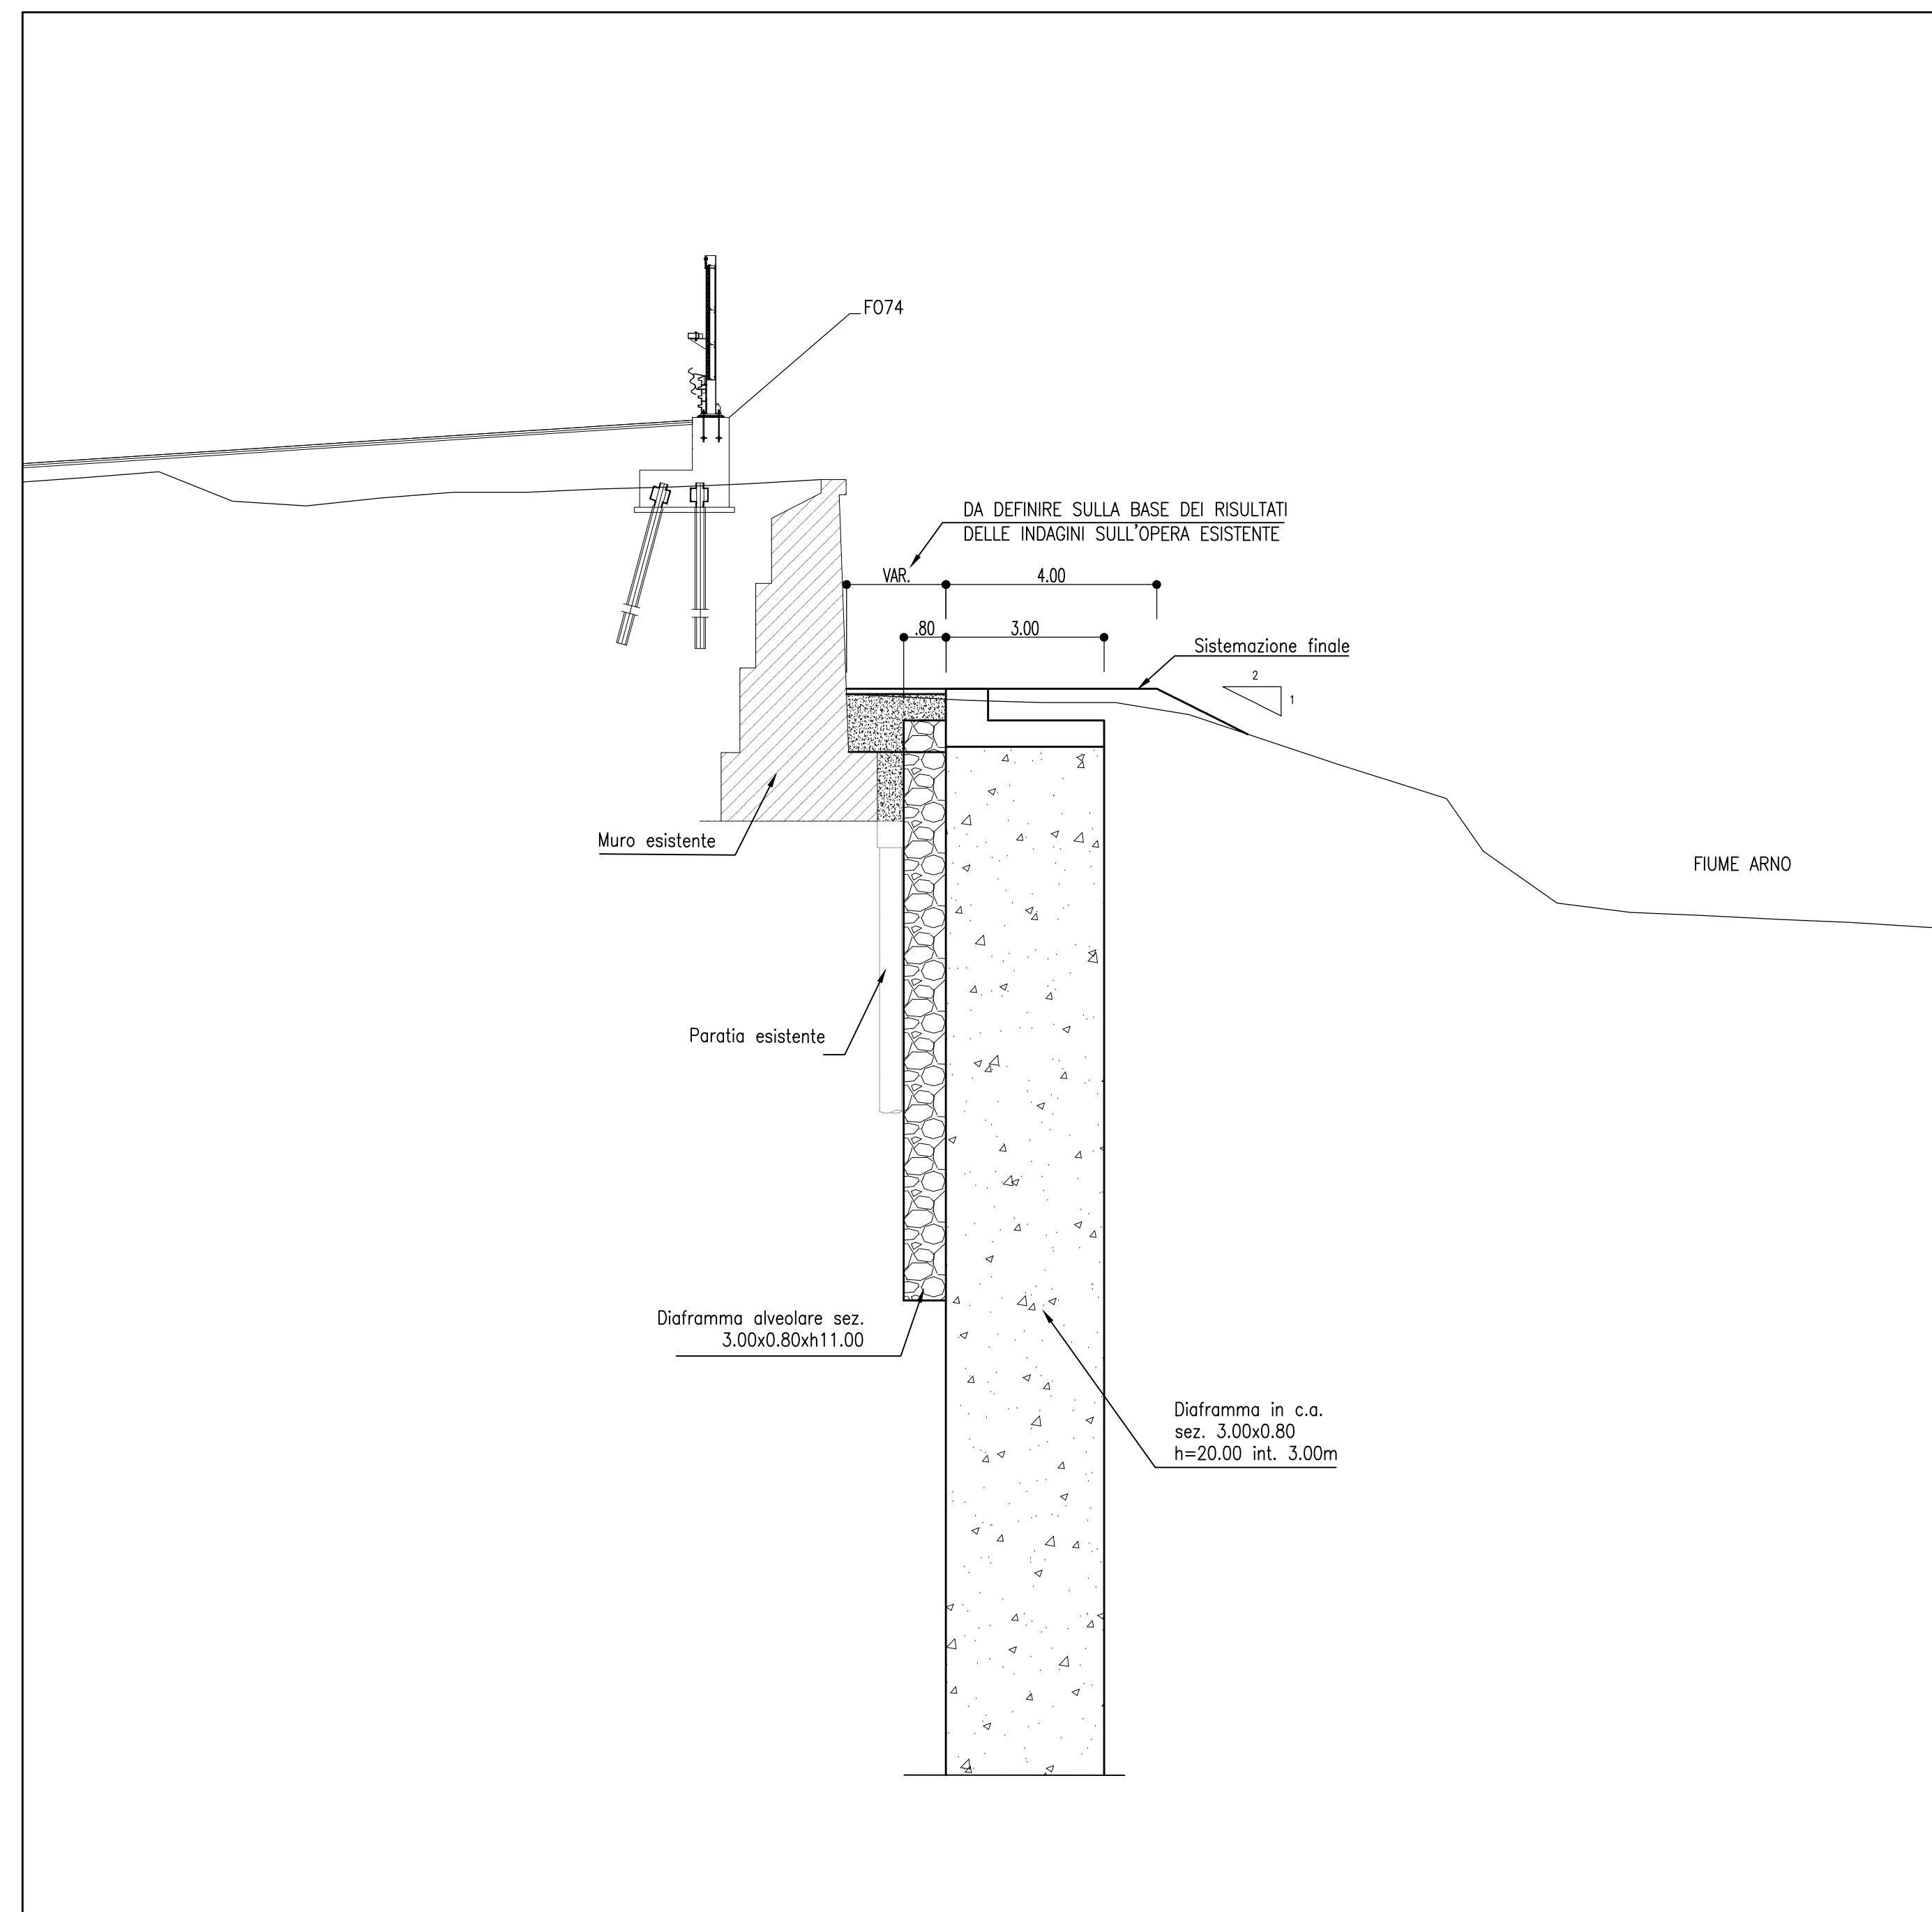 FO74
DA DEFINIRE SULLA BASE DEI RISULTATI
DELLE INDAGINI SULL'OPERA ESISTENTE
VAR.
4.00
.80
3.00
Sistemazione finale
2
1
Muro esistente
FIUME ARNO
Paratia esistente
Diaframma alveolare sez.
3.00x0.80xh11.00
Diaframma in c.a.
sez. 3.00x0.80
h=20.00 int. 3.00m